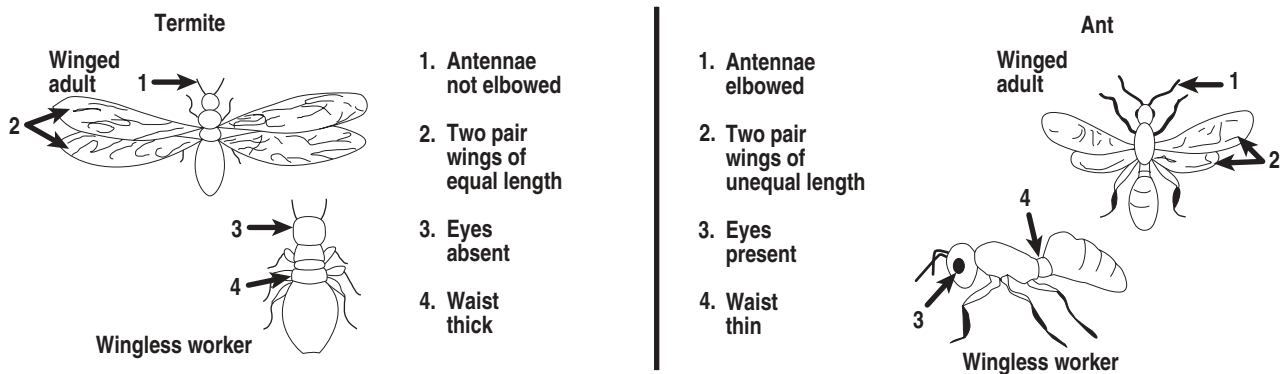 Termite
Winged
adult
1
2
3
4
Wingless worker
1. Antennae
not elbowed
2. Two pair
wings of
equal length
3. Eyes
absent
4. Waist
thick
Ant
1. Antennae
elbowed
2. Two pair
wings of
unequal length
3. Eyes
present
4. Waist
thin
Winged
adult
1
2
4
3
Wingless worker